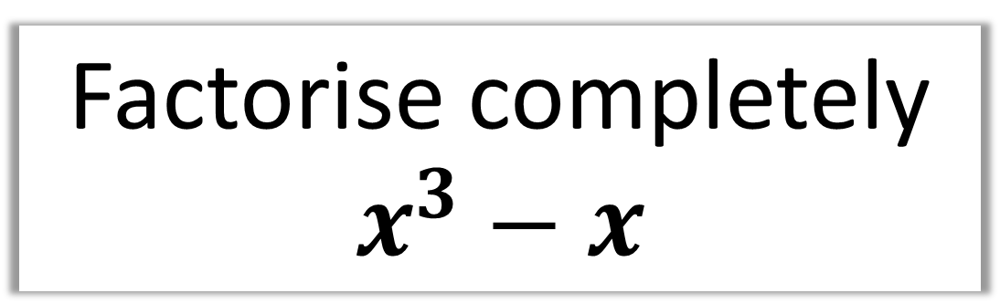 Factorise completely
x³ − x